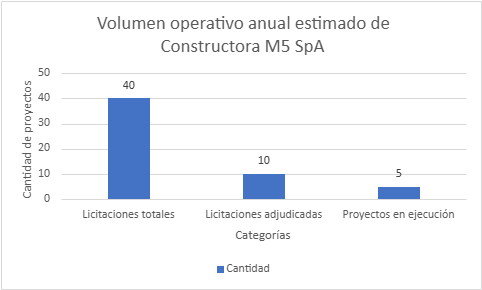 Volumen operativo anual estimado de
Constructora M5 SpA
Cantidad de proyectos
50
40
30
20
10
0
40
10
5
Licitaciones totales
Licitaciones adjudicadas
Proyectos en ejecución
Categorías
Cantidad